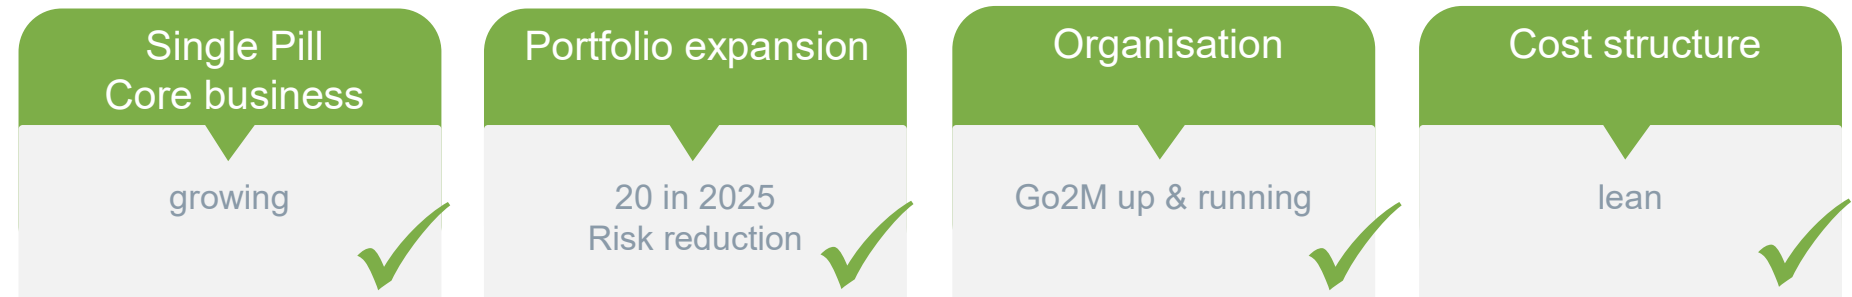 Single Pill
Core business
growing
Portfolio expansion
20 in 2025
Risk reduction
Organisation
Go2M up & running
Cost structure
lean